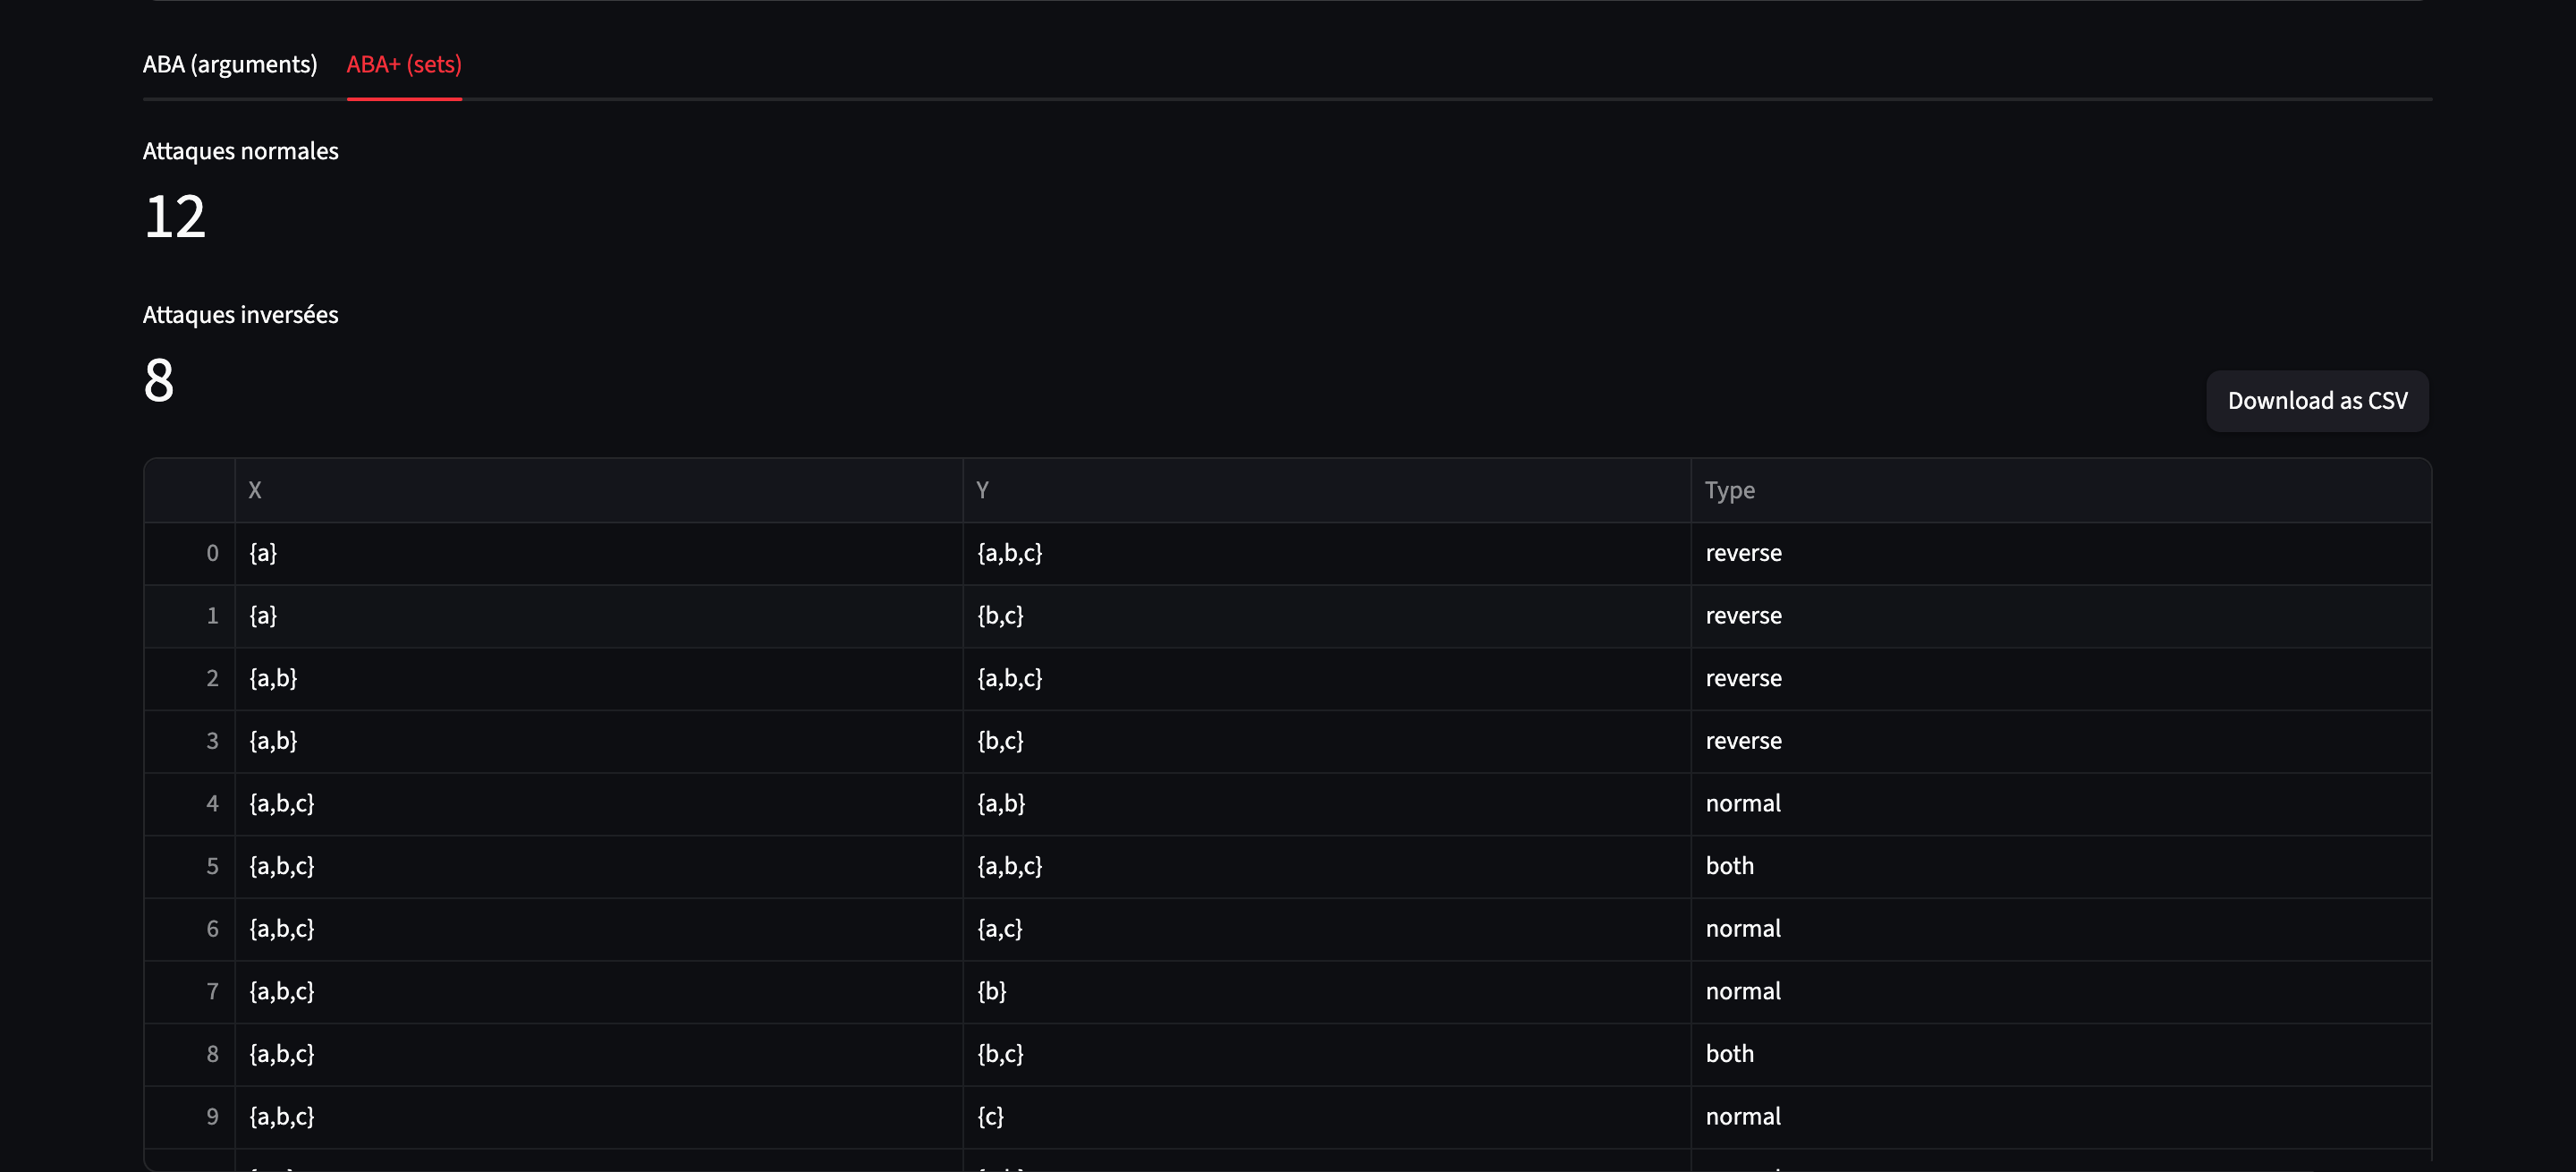 ABA (arguments) ABA+ (sets)
Attaques normales
12
Attaques inversées
8
Download as CSV
X Y Type
0 {a} {a,b,c} reverse
1 {a} {b,c} reverse
2 {a,b} {a,b,c} reverse
3 {a,b} {b,c} reverse
4 {a,b,c} {a,b} normal
5 {a,b,c} {a,b,c} both
6 {a,b,c} {a,c} normal
7 {a,b,c} {b} normal
8 {a,b,c} {b,c} both
9 {a,b,c} {c} normal